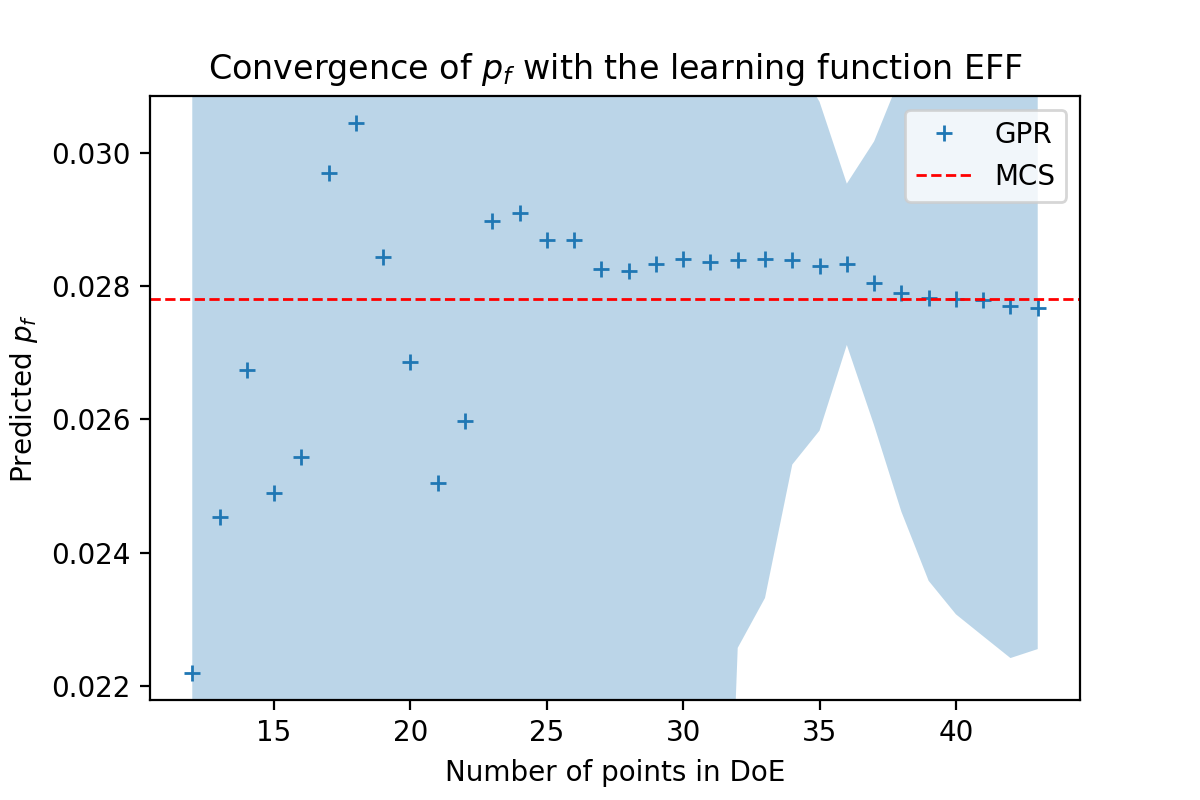 Convergence of p_f with the learning function EFF
GPR
MCS
Predicted p_f
0.030
0.028
0.026
0.024
0.022
15 20 25 30 35 40
Number of points in DoE